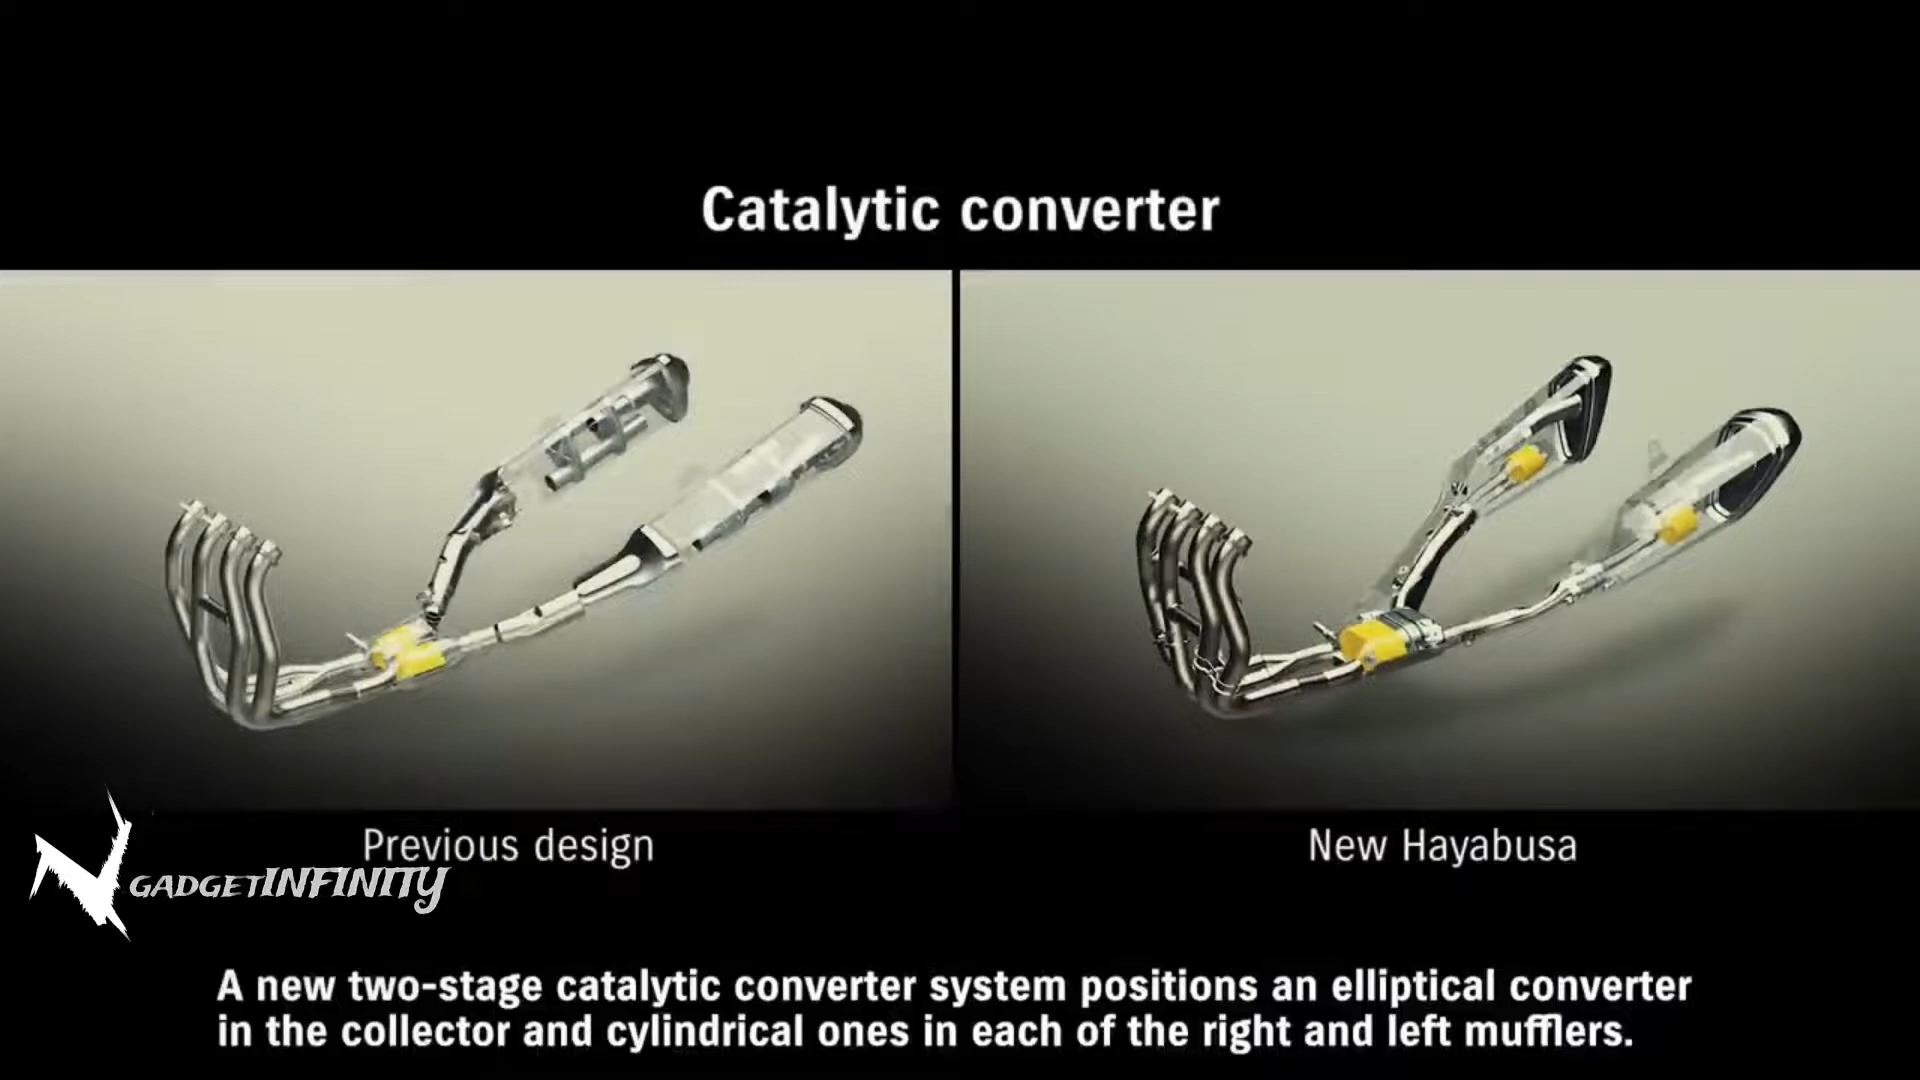 Catalytic converter
Previous design
New Hayabusa
GADGETINFINITY
A new two-stage catalytic converter system positions an elliptical converter
in the collector and cylindrical ones in each of the right and left mufflers.